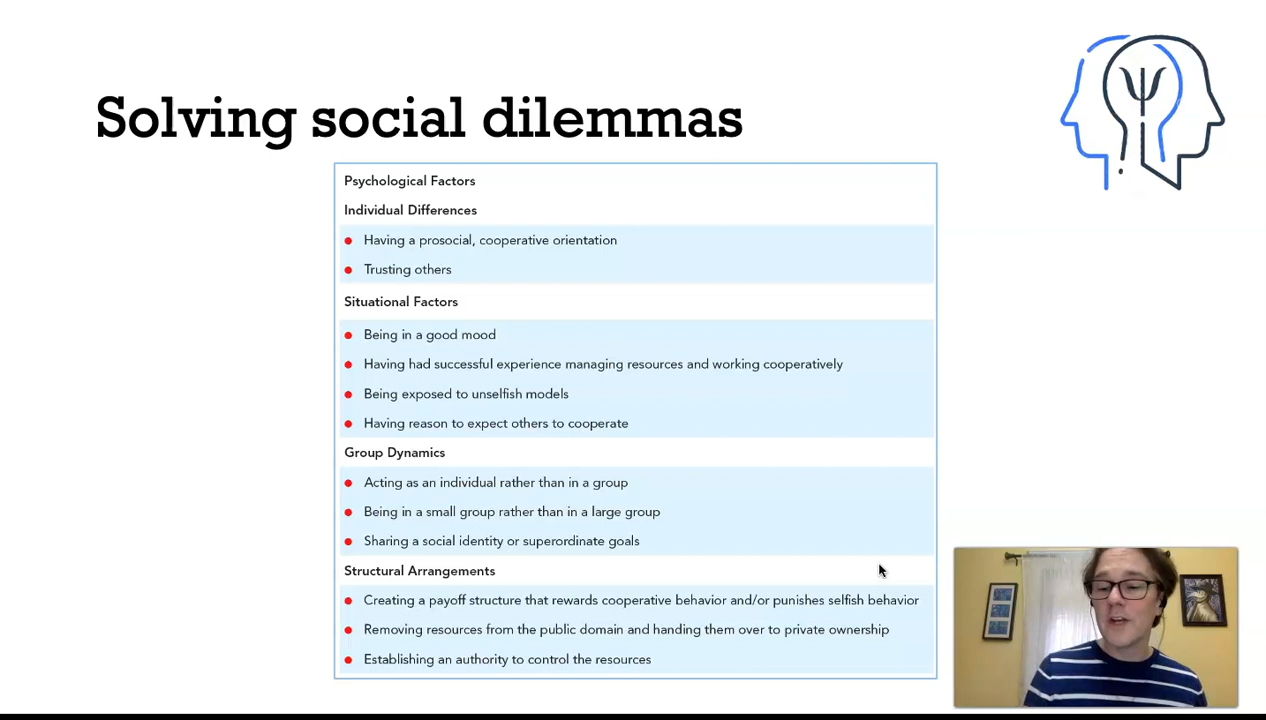 Solving social dilemmas
Psychological Factors
Individual Differences
• Having a prosocial, cooperative orientation
• Trusting others
Situational Factors
• Being in a good mood
• Having had successful experience managing resources and working cooperatively
• Being exposed to unselfish models
• Having reason to expect others to cooperate
Group Dynamics
• Acting as an individual rather than in a group
• Being in a small group rather than in a large group
• Sharing a social identity or superordinate goals
Structural Arrangements
• Creating a payoff structure that rewards cooperative behavior and/or punishes selfish behavior
• Removing resources from the public domain and handing them over to private ownership
• Establishing an authority to control the resources